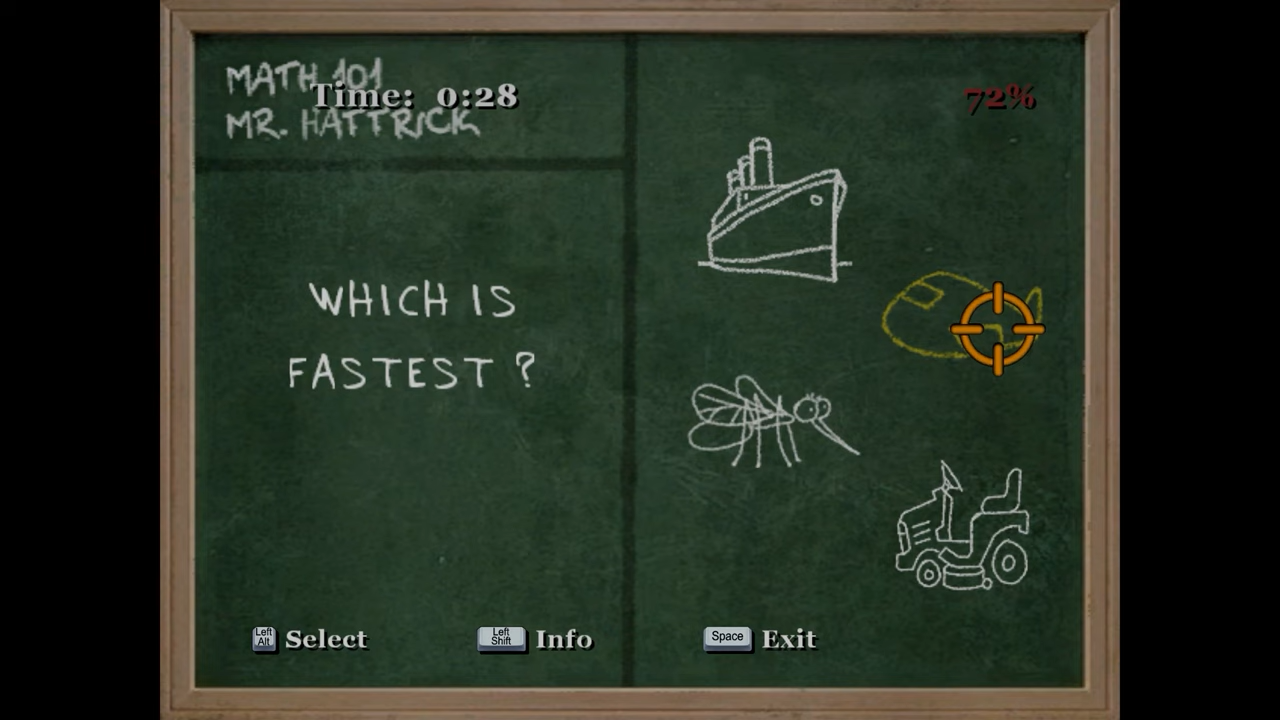 MATH 101
Time: 0:28
72%
MR. HATTRICK
WHICH IS
FASTEST ?
Left Alt Select
Left Shift Info
Space Exit